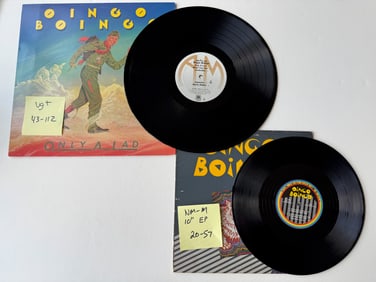 OINGO
BOINGO
VG+
43-112
A&M
ONLY A LAD
OINGO
BOINGO
NM-M
10" EP
20-57
OINGO
BOINGO